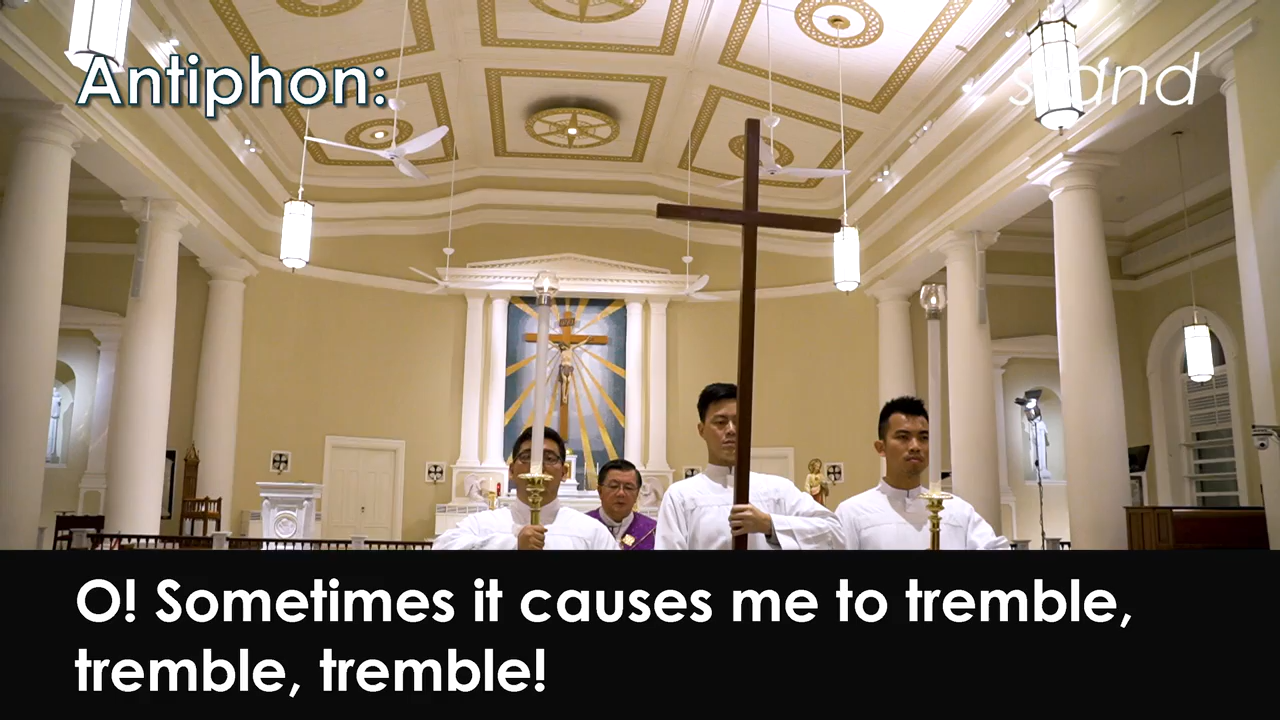 Antiphon:
stand
O! Sometimes it causes me to tremble,
tremble, tremble!